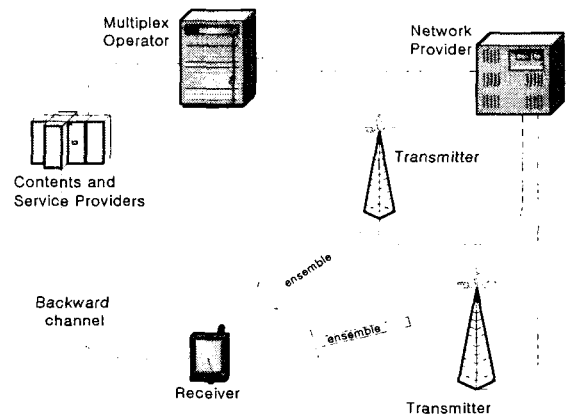 Multiplex
Operator
Network
Provider
Transmitter
Contents and
Service Providers
ensemble
Backward
channel
ensemble
Receiver
Transmitter